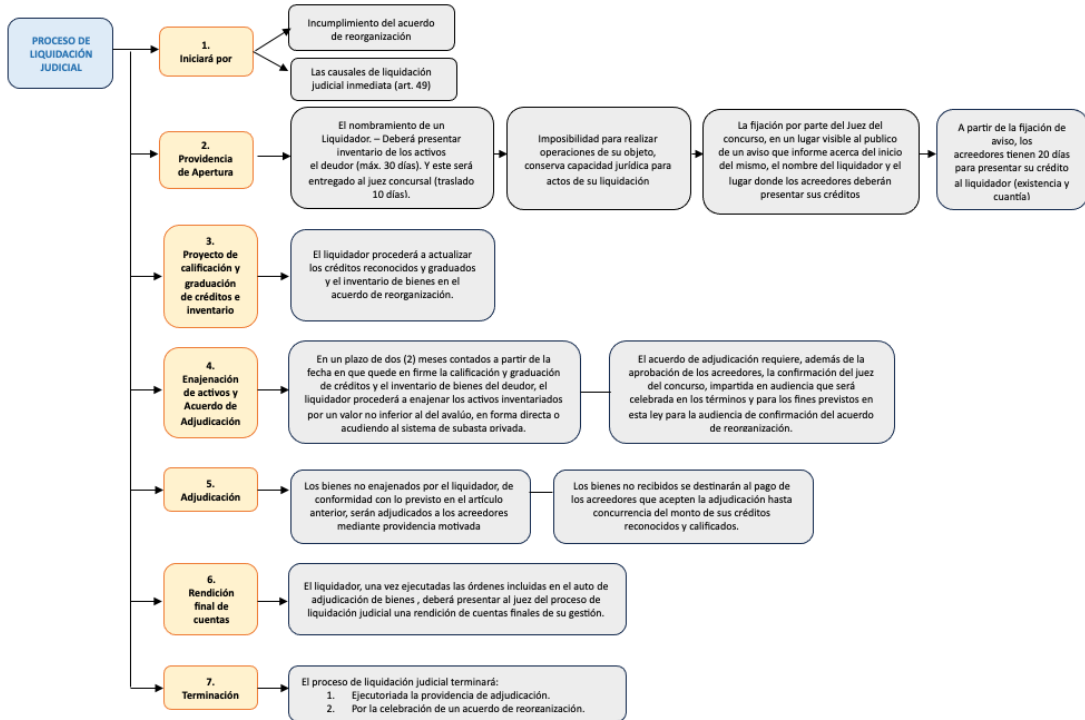 PROCESO DE
LIQUIDACIÓN
JUDICIAL
1.
Iniciará por
Incumplimiento del acuerdo
de reorganización
Las causales de liquidación
judicial inmediata (art. 49)
2.
Providencia
de Apertura
El nombramiento de un
Liquidador. – Deberá presentar
inventario de los activos
el deudor (máx. 30 días). Y este será
entregado al juez concursal (traslado
10 días).
Imposibilidad para realizar
operaciones de su objeto,
conserva capacidad jurídica para
actos de su liquidación
La fijación por parte del Juez del
concurso, en un lugar visible al publico
de un aviso que informe acerca del inicio
del mismo, el nombre del liquidador y el
lugar donde los acreedores deberán
presentar sus créditos
A partir de la fijación de
aviso, los
acreedores tienen 20 días
para presentar su crédito
al liquidador (existencia y
cuantía)
3.
Proyecto de
calificación y
graduación
de créditos e
inventario
El liquidador procederá a actualizar
los créditos reconocidos y graduados
y el inventario de bienes en el
acuerdo de reorganización.
4.
Enajenación
de activos y
Acuerdo de
Adjudicación
En un plazo de dos (2) meses contados a partir de la
fecha en que quede en firme la calificación y graduación
de créditos y el inventario de bienes del deudor, el
liquidador procederá a enajenar los activos inventariados
por un valor no inferior al del avalúo, en forma directa o
acudiendo al sistema de subasta privada.
El acuerdo de adjudicación requiere, además de la
aprobación de los acreedores, la confirmación del juez
del concurso, impartida en audiencia que será
celebrada en los términos y para los fines previstos en
esta ley para la audiencia de confirmación del acuerdo
de reorganización.
5.
Adjudicación
Los bienes no enajenados por el liquidador, de
conformidad con lo previsto en el artículo
anterior, serán adjudicados a los acreedores
mediante providencia motivada
Los bienes no recibidos se destinarán al pago de
los acreedores que acepten la adjudicación hasta
concurrencia del monto de sus créditos
reconocidos y calificados.
6.
Rendición
final de
cuentas
El liquidador, una vez ejecutadas las órdenes incluidas en el auto de
adjudicación de bienes , deberá presentar al juez del proceso de
liquidación judicial una rendición de cuentas finales de su gestión.
7.
Terminación
El proceso de liquidación judicial terminará:
1. Ejecutoriada la providencia de adjudicación.
2. Por la celebración de un acuerdo de reorganización.